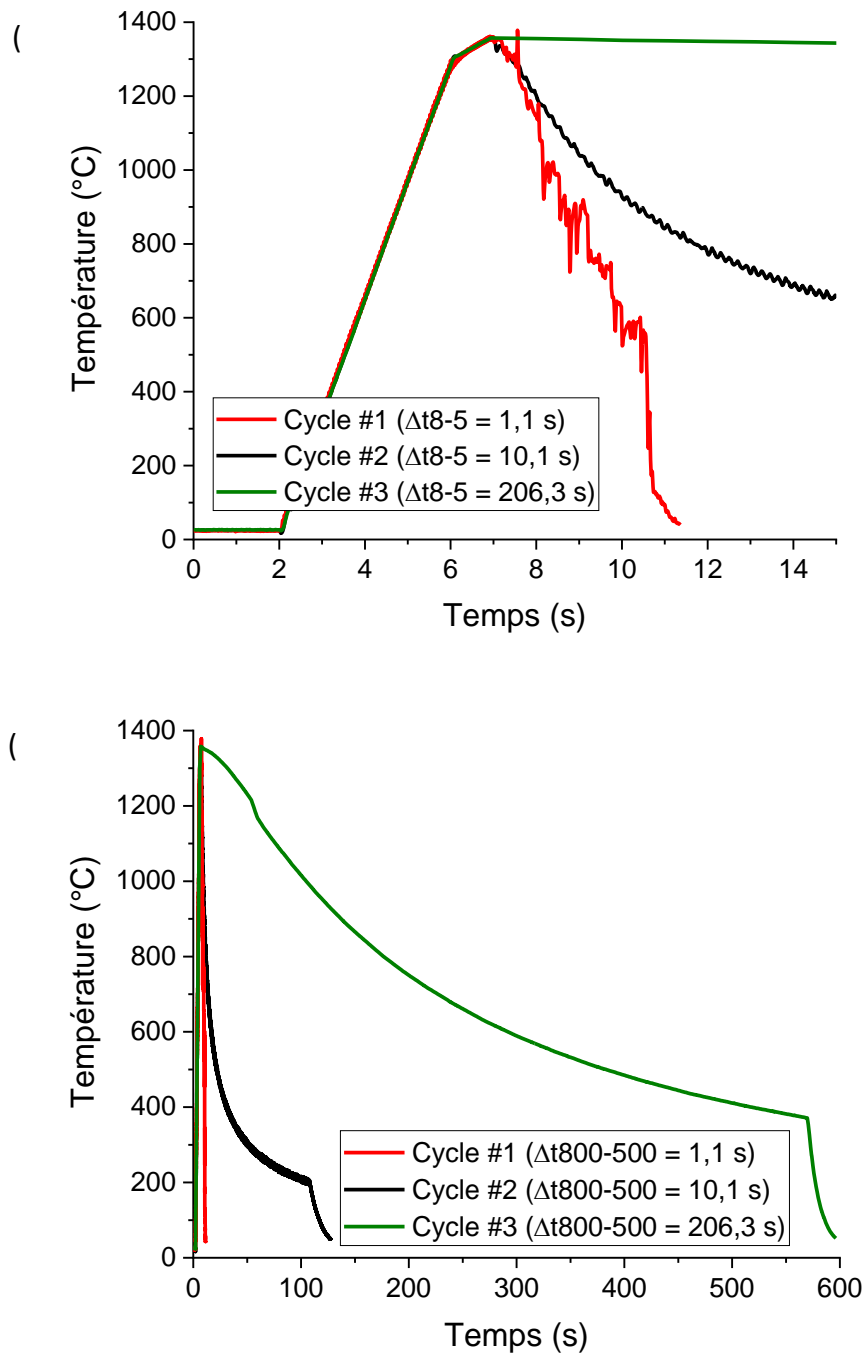 (
1400
1200
1000
800
600
400
200
0
Température (°C)
Cycle #1 (Δt8-5 = 1,1 s)
Cycle #2 (Δt8-5 = 10,1 s)
Cycle #3 (Δt8-5 = 206,3 s)
0 2 4 6 8 10 12 14
Temps (s)
(
1400
1200
1000
800
600
400
200
0
Température (°C)
Cycle #1 (Δt800-500 = 1,1 s)
Cycle #2 (Δt800-500 = 10,1 s)
Cycle #3 (Δt800-500 = 206,3 s)
0 100 200 300 400 500 600
Temps (s)